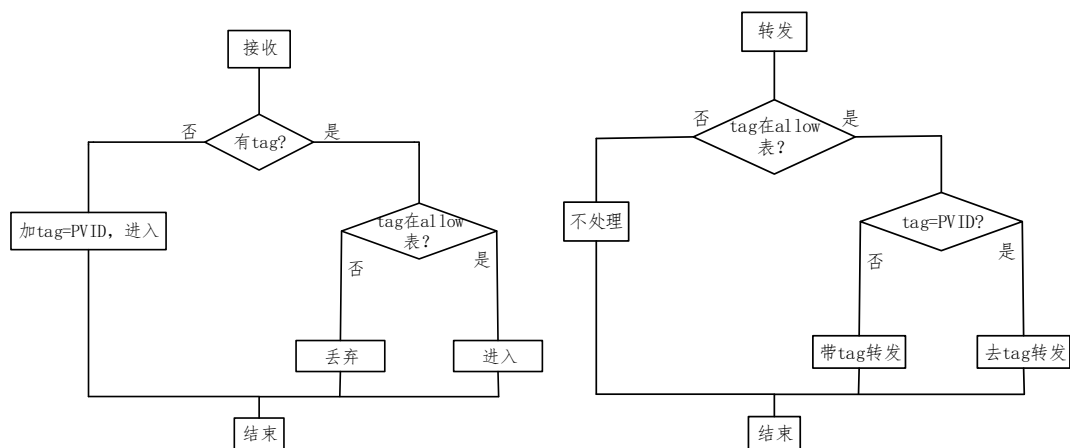 接收
有tag?
否
是
加tag=PVID，进入
tag在allow
表？
否
是
丢弃
进入
结束
转发
tag在allow
表？
否
是
不处理
tag=PVID?
否
是
带tag转发
去tag转发
结束